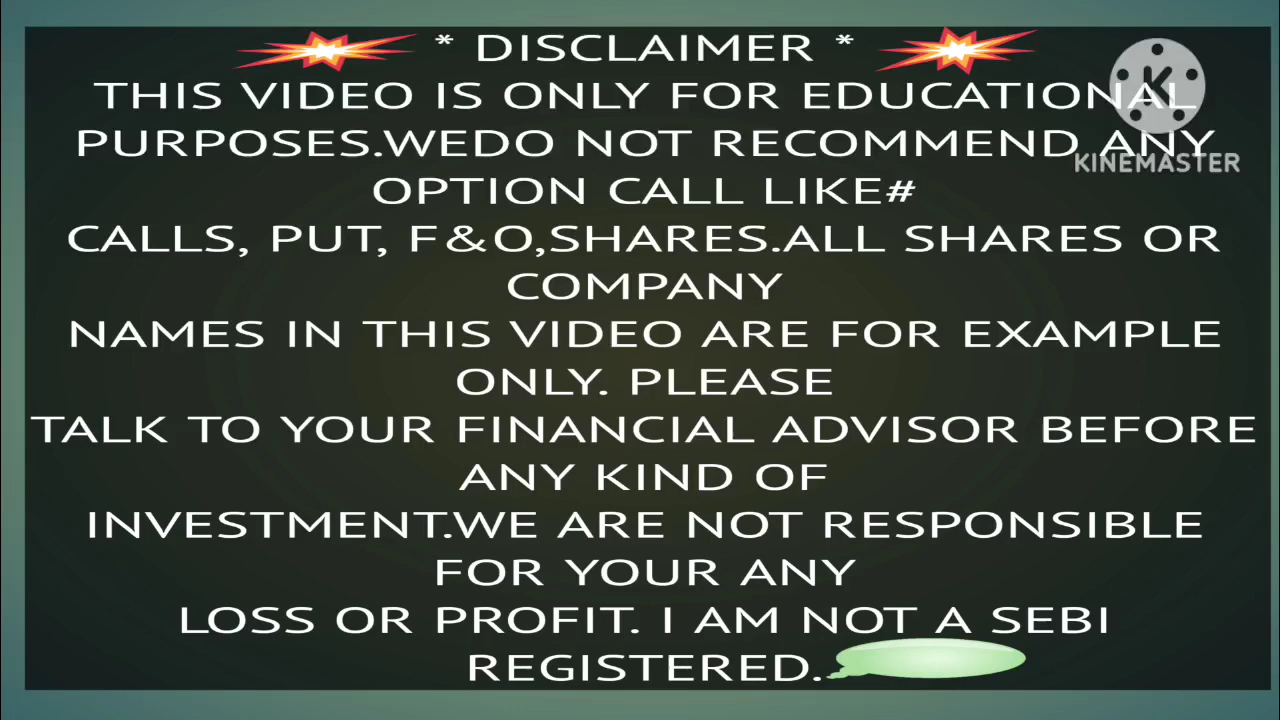 * DISCLAIMER *
THIS VIDEO IS ONLY FOR EDUCATIONAL
PURPOSES.WEDO NOT RECOMMEND ANY
KINEMASTER
OPTION CALL LIKE#
CALLS, PUT, F&O,SHARES.ALL SHARES OR
COMPANY
NAMES IN THIS VIDEO ARE FOR EXAMPLE
ONLY. PLEASE
TALK TO YOUR FINANCIAL ADVISOR BEFORE
ANY KIND OF
INVESTMENT.WE ARE NOT RESPONSIBLE
FOR YOUR ANY
LOSS OR PROFIT. I AM NOT A SEBI
REGISTERED.